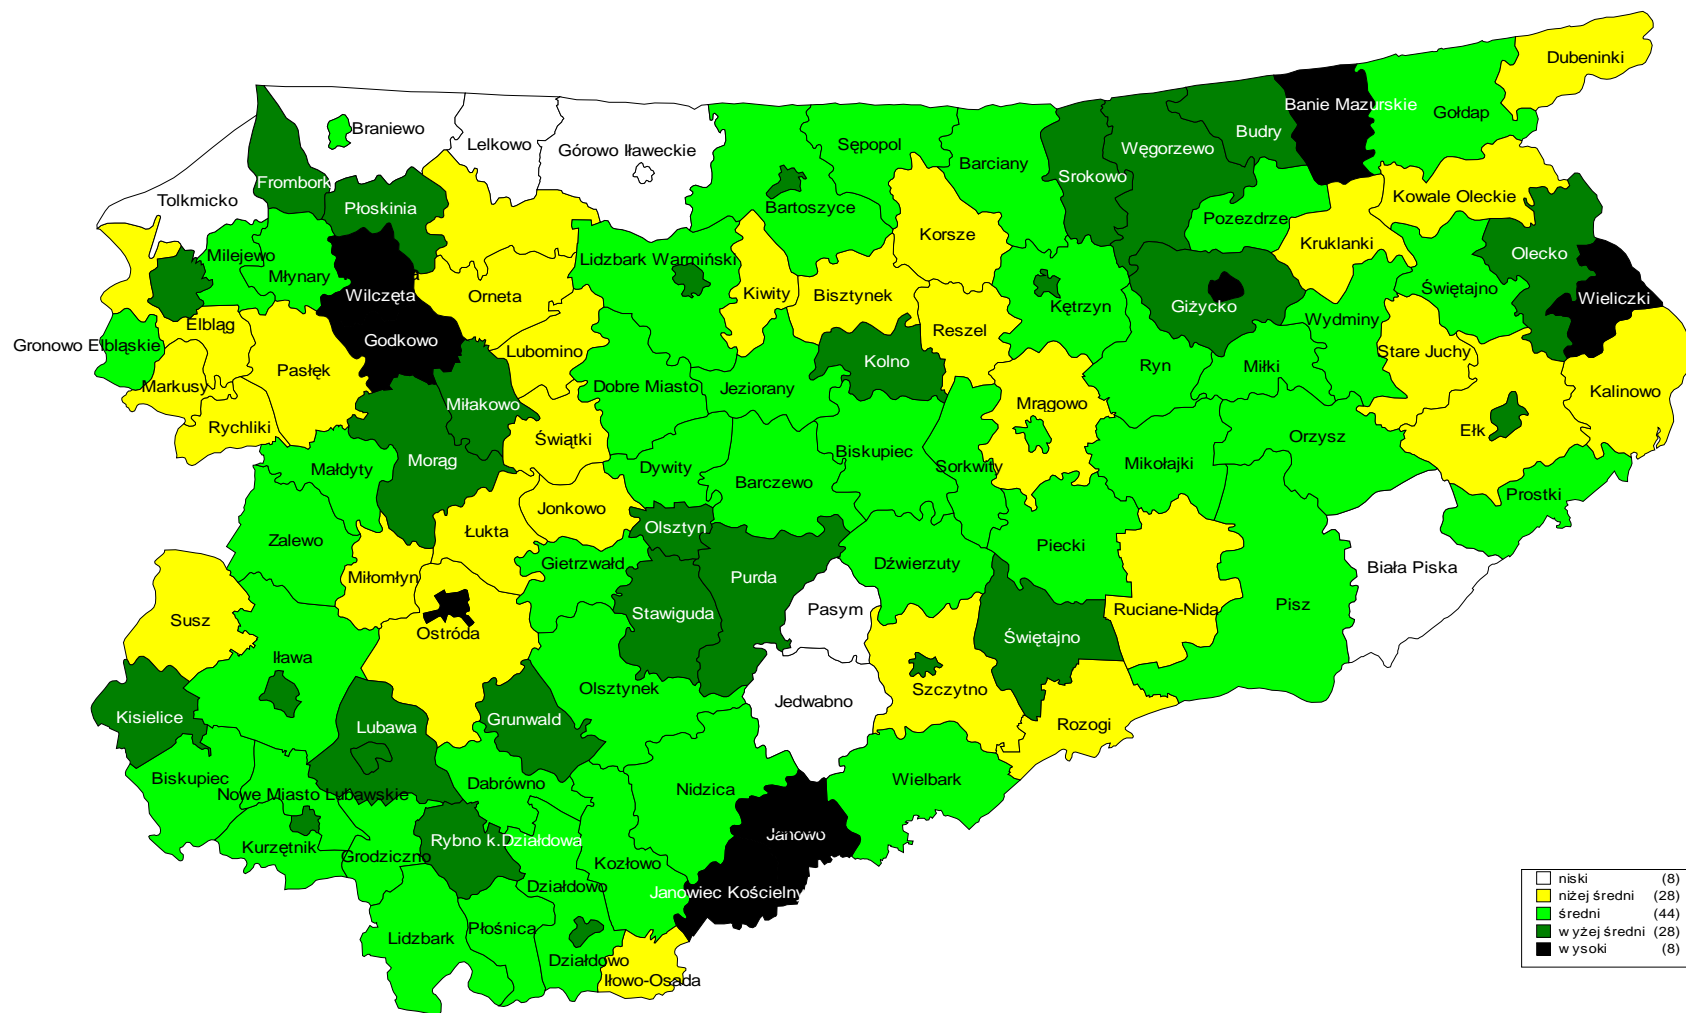 Dubeninki
Banie Mazurskie
Gołdap
Braniewo
Lelkowo
Budry
Sępopol
Węgorzewo
Górowo Iławeckie
Barciany
Srokowo
Frombork
Tolkmicko
Płoskinia
Bartoszyce
Kowale Oleckie
Pozezdrze
Korsze
Kruklanki
Milejewo
Lidzbark Warmiński
Olecko
Młynary
Wilczęta
Orneta
Kiwity
Bisztynek
Świętajno
Wieliczki
Kętrzyn
Giżycko
Wydminy
Elbląg
Reszel
Gronowo Elbląskie
Godkowo
Lubomino
Stare Juchy
Kolno
Pasłęk
Ryn
Miłki
Markusy
Dobre Miasto
Jeziorany
Kalinowo
Miłakowo
Mrągowo
Rychliki
Ełk
Świątki
Orzysz
Biskupiec
Morąg
Małdyty
Dywity
Sorkwity
Mikołajki
Barczewo
Prostki
Jonkowo
Olsztyn
Łukta
Zalewo
Piecki
Gietrzwałd
Dźwierzuty
Biała Piska
Miłomłyn
Purda
Pisz
Pasym
Ruciane-Nida
Stawiguda
Susz
Ostróda
Świętajno
Iława
Olsztynek
Szczytno
Jedwabno
Kisielice
Grunwald
Rozogi
Lubawa
Biskupiec
Wielbark
Dabrówno
Nidzica
Nowe Miasto Lubawskie
Janowo
Rybno k.Działdowa
Kurzętnik
Grodziczno
Kozłowo
Działdowo
Janowiec Kościelny
Płośnica
Lidzbark
Działdowo
Iłowo-Osada
niski (8)
niżej średni (28)
średni (44)
wyżej średni (28)
wysoki (8)